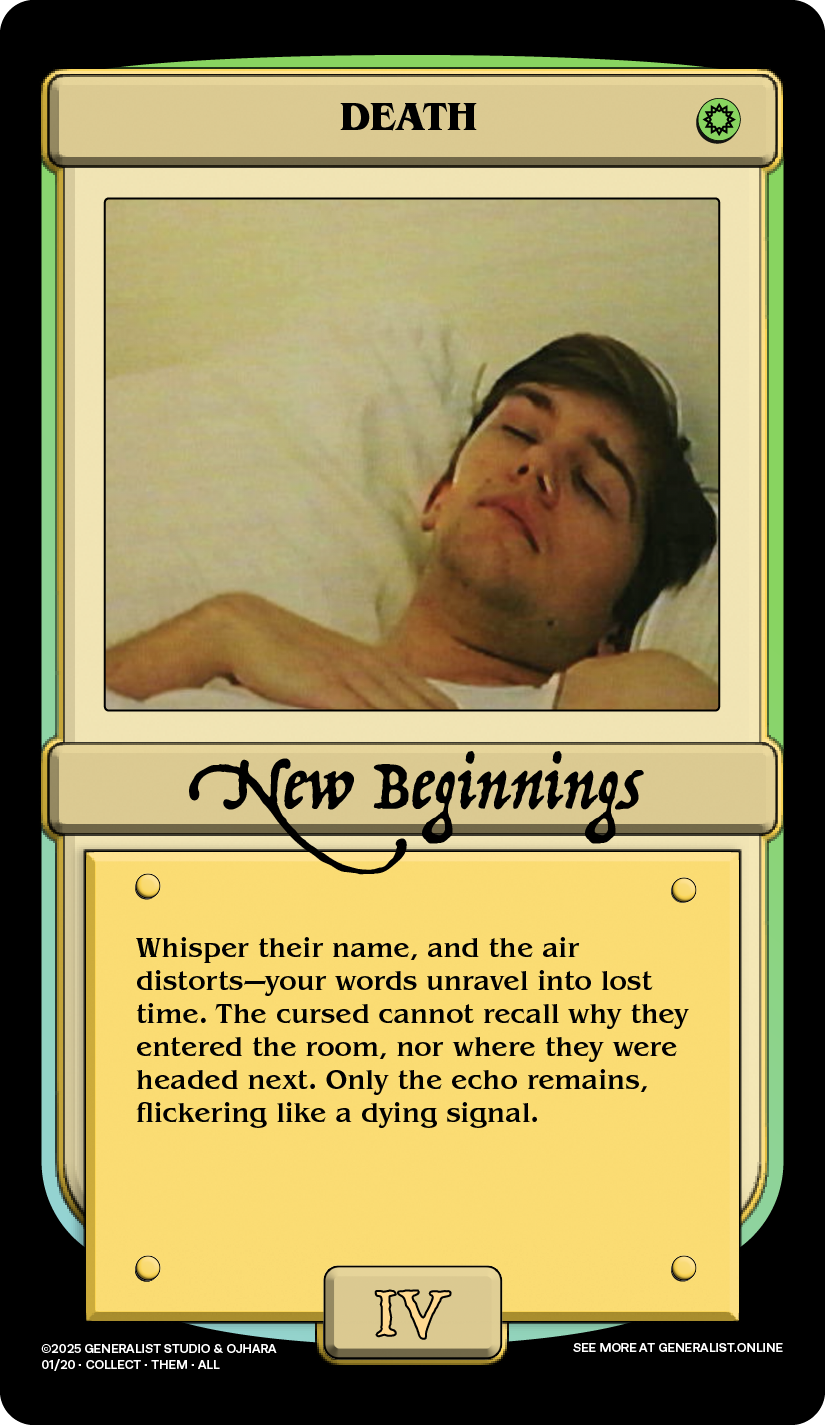 DEATH
New Beginnings
Whisper their name, and the air
distorts—your words unravel into lost
time. The cursed cannot recall why they
entered the room, nor where they were
headed next. Only the echo remains,
flickering like a dying signal.
IV
©2025 GENERALIST STUDIO & OJHARA
01/20 · COLLECT · THEM · ALL
SEE MORE AT GENERALIST.ONLINE